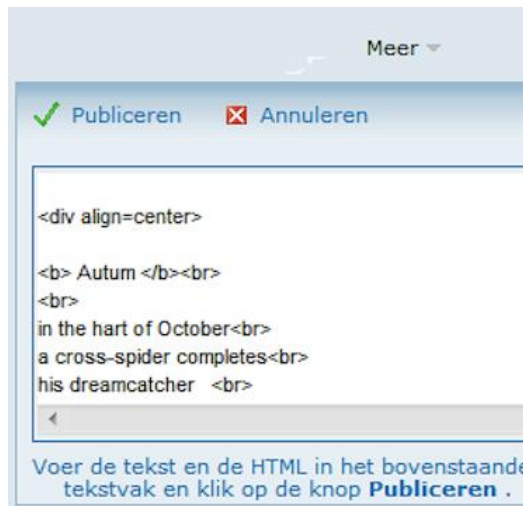 Meer
Publiceren Annuleren
<div align=center>
<b> Autum </b><br>
<br>
in the hart of October<br>
a cross-spider completes<br>
his dreamcatcher <br>
Voer de tekst en de HTML in het bovenstaande
tekstvak en klik op de knop Publiceren .